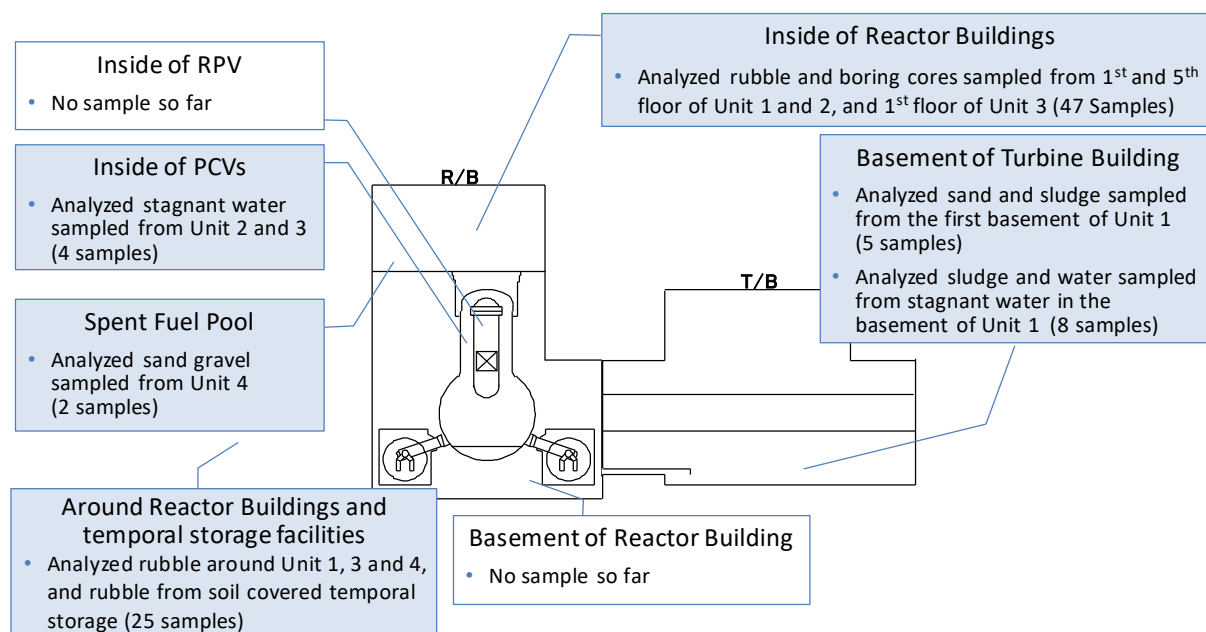 Inside of RPV
• No sample so far
Inside of PCVs
• Analyzed stagnant water
sampled from Unit 2 and 3
(4 samples)
Spent Fuel Pool
• Analyzed sand gravel
sampled from Unit 4
(2 samples)
Around Reactor Buildings and
temporal storage facilities
• Analyzed rubble around Unit 1, 3 and 4,
and rubble from soil covered temporal
storage (25 samples)
R/B
Inside of Reactor Buildings
• Analyzed rubble and boring cores sampled from 1st and 5th
floor of Unit 1 and 2, and 1st floor of Unit 3 (47 Samples)
T/B
Basement of Turbine Building
• Analyzed sand and sludge sampled
from the first basement of Unit 1
(5 samples)
• Analyzed sludge and water sampled
from stagnant water in the
basement of Unit 1 (8 samples)
Basement of Reactor Building
• No sample so far